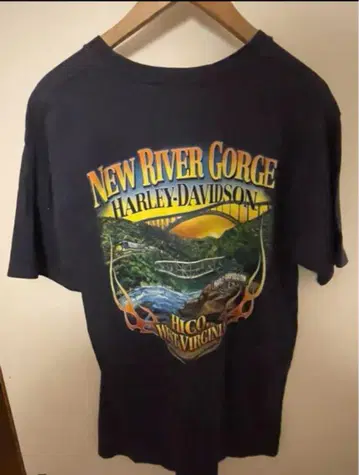 NEW RIVER GORGE
HARLEY-DAVIDSON
HICO,
WEST VIRGINIA